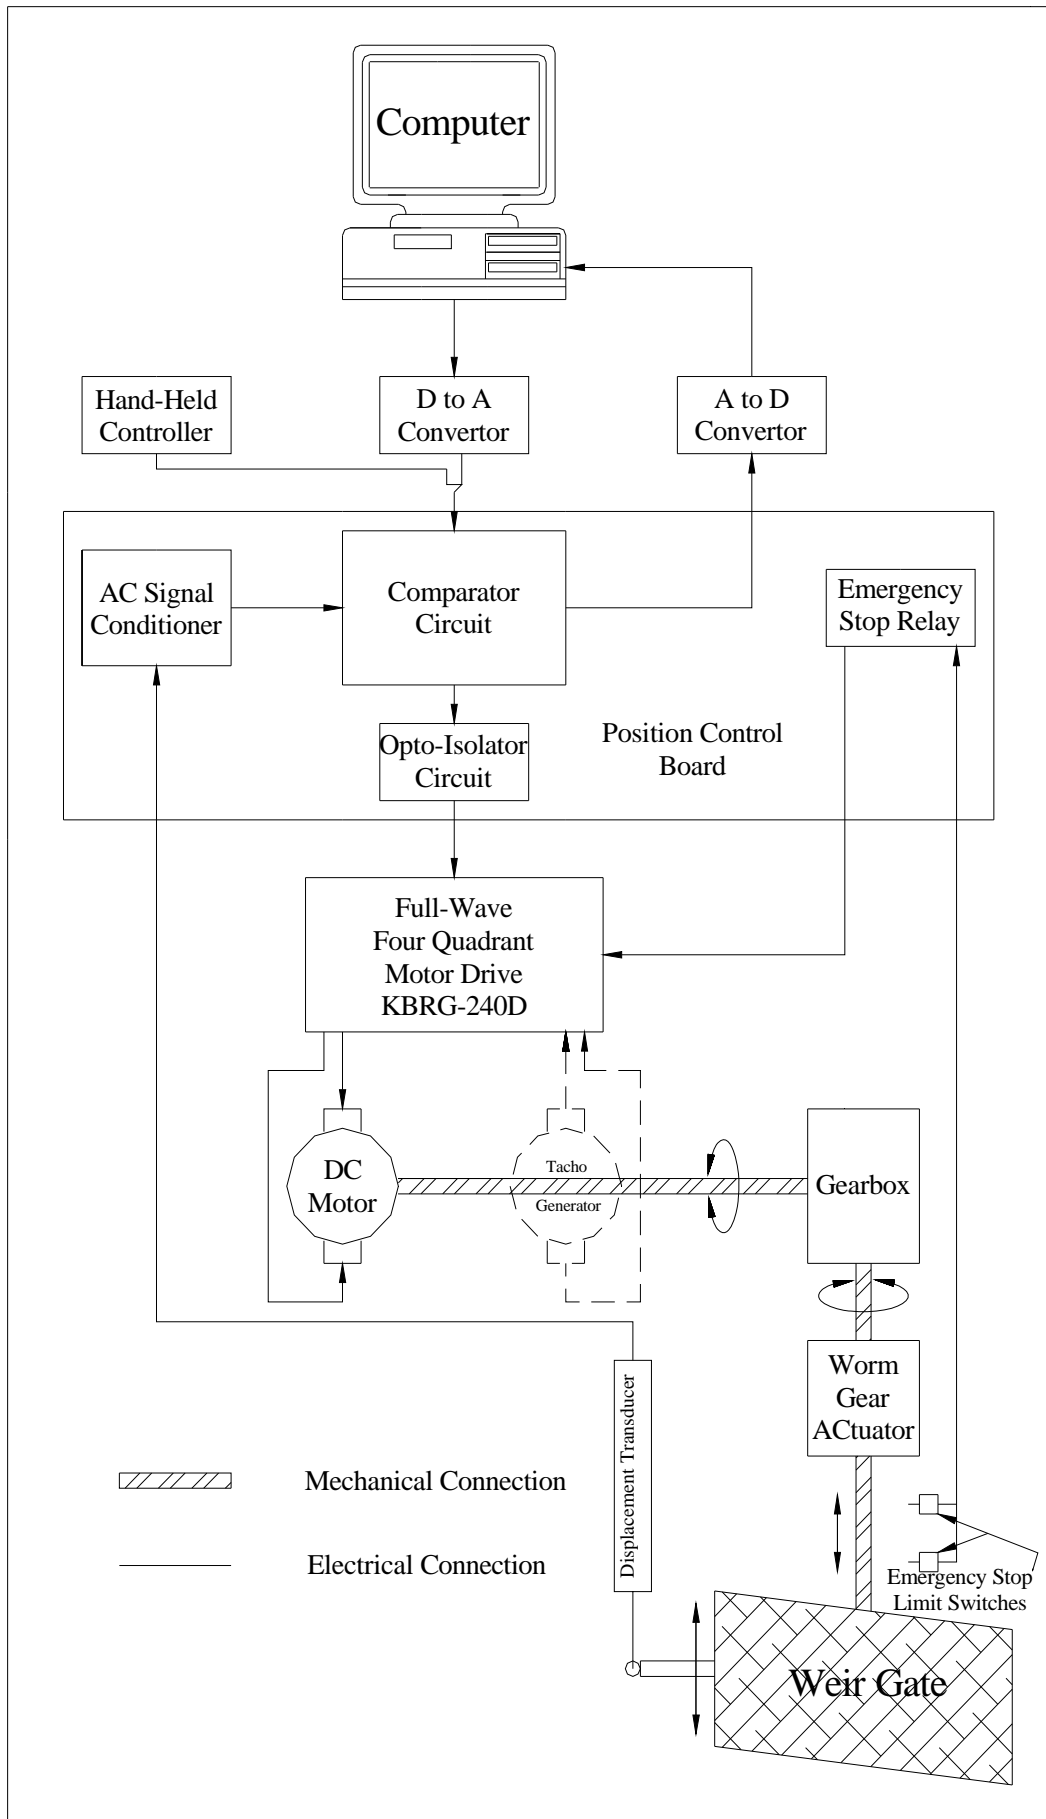 Computer
Hand-Held
Controller
D to A
Convertor
A to D
Convertor
AC Signal
Conditioner
Comparator
Circuit
Emergency
Stop Relay
Opto-Isolator
Circuit
Position Control
Board
Full-Wave
Four Quadrant
Motor Drive
KBRG-240D
DC
Motor
Tacho
Generator
Gearbox
Worm
Gear
ACtuator
Displacement Transducer
Mechanical Connection
Electrical Connection
Emergency Stop
Limit Switches
Weir Gate